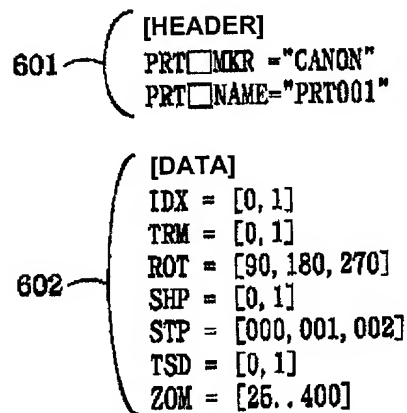 [HEADER]
601
PRT□MKR ="CANON"
PRT□NAME="PRT001"
[DATA]
IDX = [0, 1]
TRM = [0, 1]
ROT = [90, 180, 270]
602
SHP = [0, 1]
STP = [000, 001, 002]
TSD = [0, 1]
ZOM = [25..400]